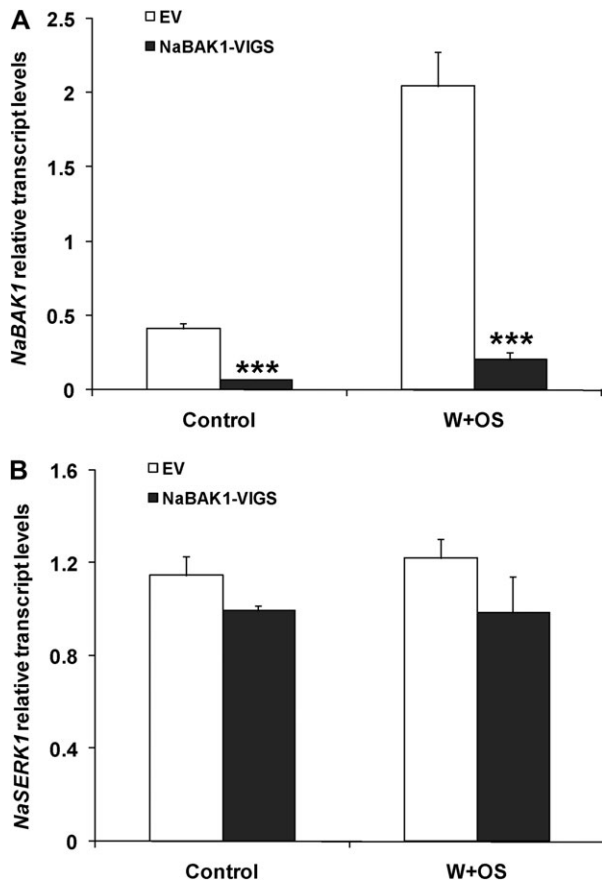 A
EV
NaBAK1-VIGS
NaBAK1 relative transcript levels
2.5
2
1.5
1
0.5
0
***
***
Control
W+OS
B
EV
NaBAK1-VIGS
NaSERK1 relative transcript levels
1.6
1.2
0.8
0.4
0
Control
W+OS